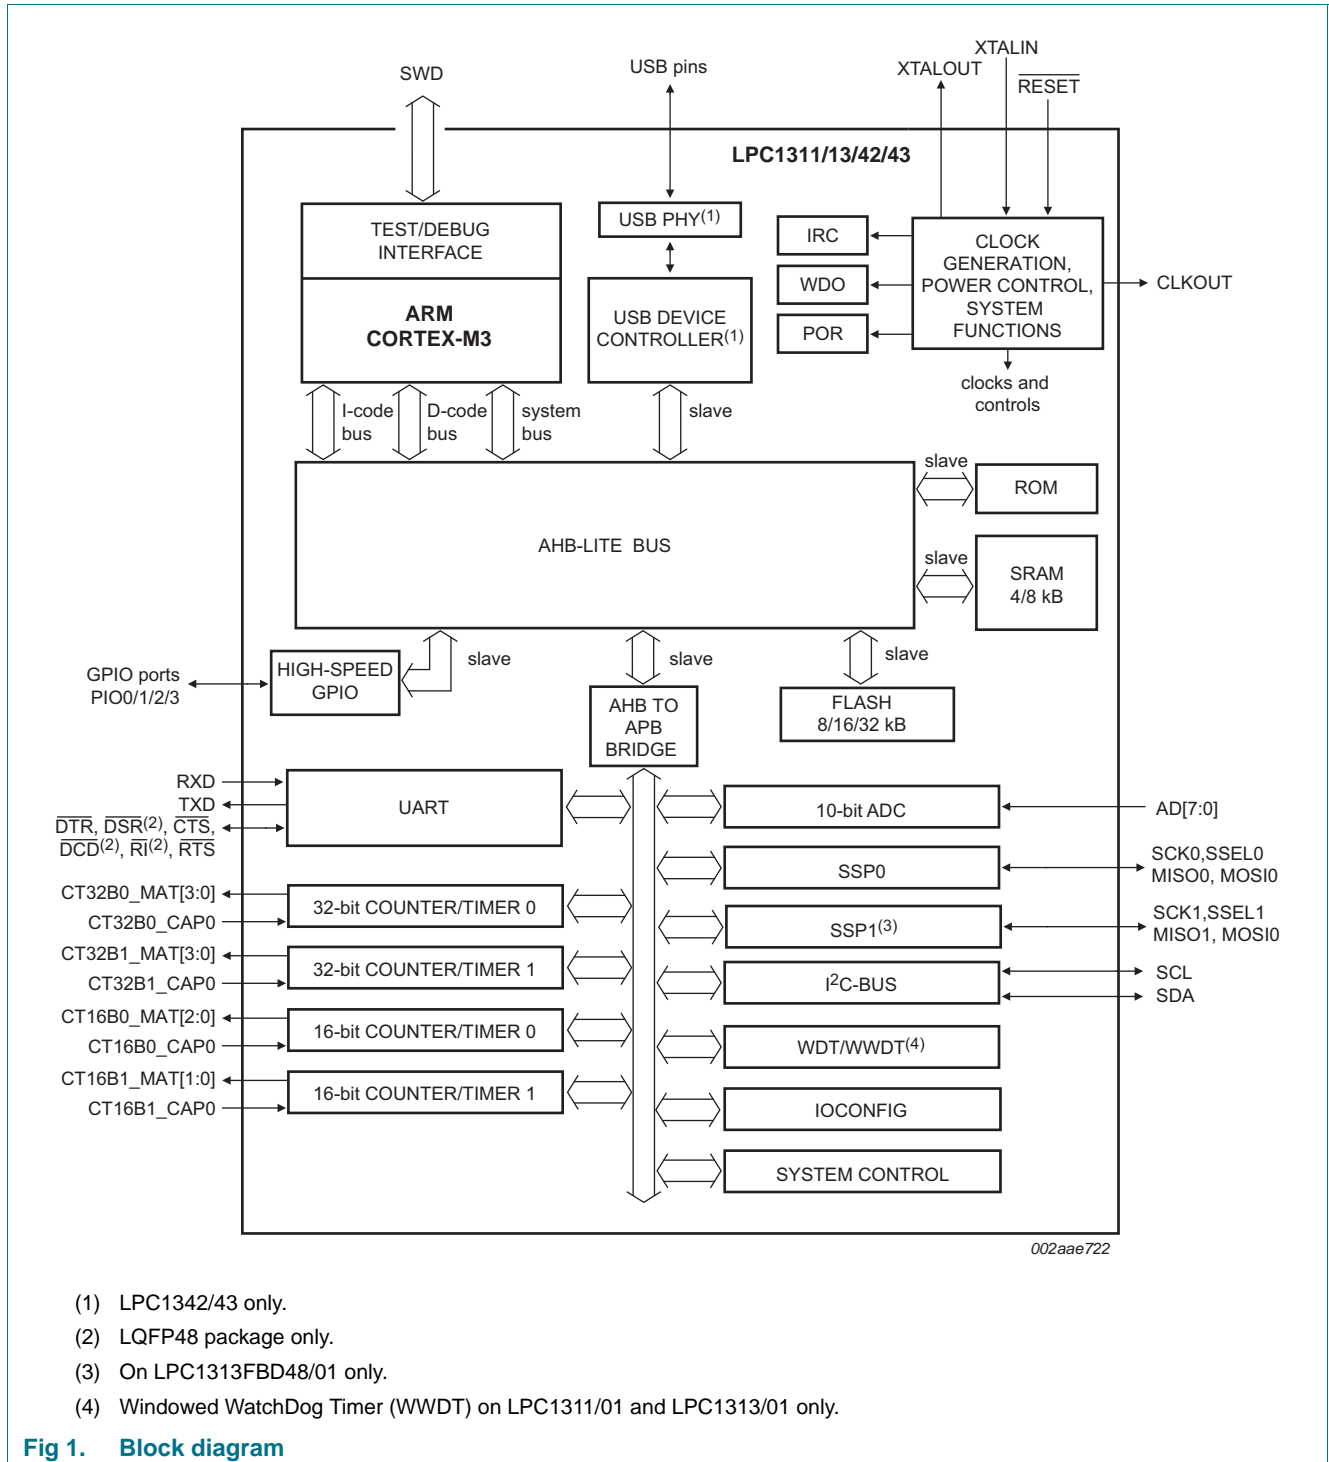 SWD
USB pins
XTALIN
XTALOUT
RESET
LPC1311/13/42/43
TEST/DEBUG
INTERFACE
ARM
CORTEX-M3
USB PHY(1)
USB DEVICE
CONTROLLER(1)
IRC
WDO
POR
CLOCK
GENERATION,
POWER CONTROL,
SYSTEM
FUNCTIONS
CLKOUT
clocks and
controls
I-code
bus
D-code
bus
system
bus
slave
AHB-LITE BUS
slave
ROM
slave
SRAM
4/8 kB
GPIO ports
PIO0/1/2/3
HIGH-SPEED
GPIO
slave
slave
slave
AHB TO
APB
BRIDGE
FLASH
8/16/32 kB
RXD
TXD
DTR, DSR(2), CTS,
DCD(2), RI(2), RTS
UART
10-bit ADC
AD[7:0]
SSP0
SCK0,SSEL0
MISO0, MOSI0
CT32B0_MAT[3:0]
CT32B0_CAP0
32-bit COUNTER/TIMER 0
SSP1(3)
SCK1,SSEL1
MISO1, MOSI0
CT32B1_MAT[3:0]
CT32B1_CAP0
32-bit COUNTER/TIMER 1
I2C-BUS
SCL
SDA
CT16B0_MAT[2:0]
CT16B0_CAP0
16-bit COUNTER/TIMER 0
WDT/WWDT(4)
CT16B1_MAT[1:0]
CT16B1_CAP0
16-bit COUNTER/TIMER 1
IOCONFIG
SYSTEM CONTROL
002aae722
(1) LPC1342/43 only.
(2) LQFP48 package only.
(3) On LPC1313FBD48/01 only.
(4) Windowed WatchDog Timer (WWDT) on LPC1311/01 and LPC1313/01 only.
Fig 1. Block diagram